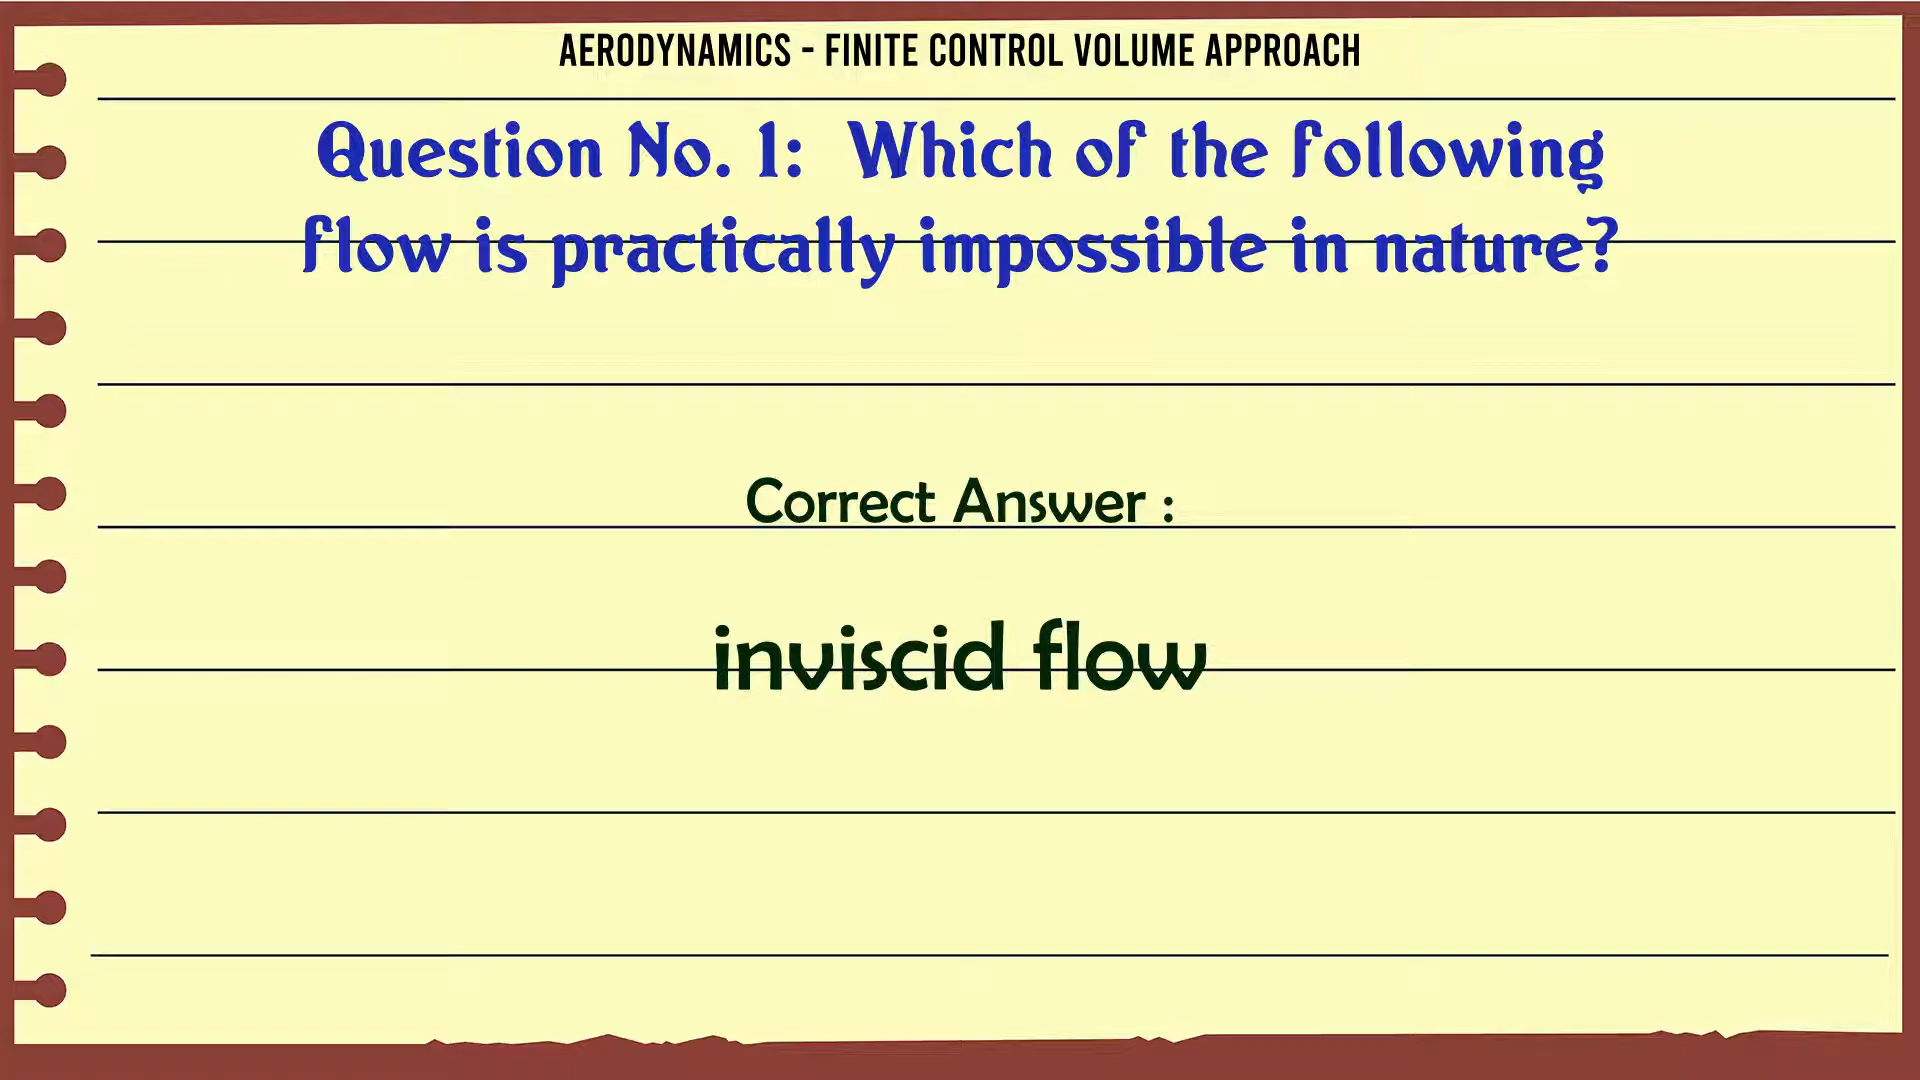 AERODYNAMICS - FINITE CONTROL VOLUME APPROACH
Question No. 1: Which of the following
flow is practically impossible in nature?
Correct Answer :
inviscid flow